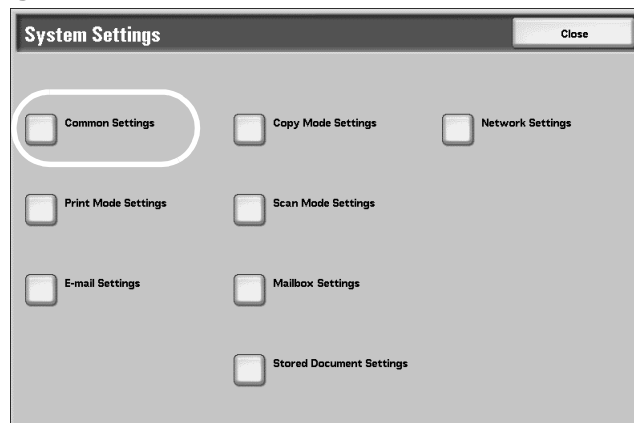 System Settings
Close
Common Settings
Copy Mode Settings
Network Settings
Print Mode Settings
Scan Mode Settings
E-mail Settings
Mailbox Settings
Stored Document Settings